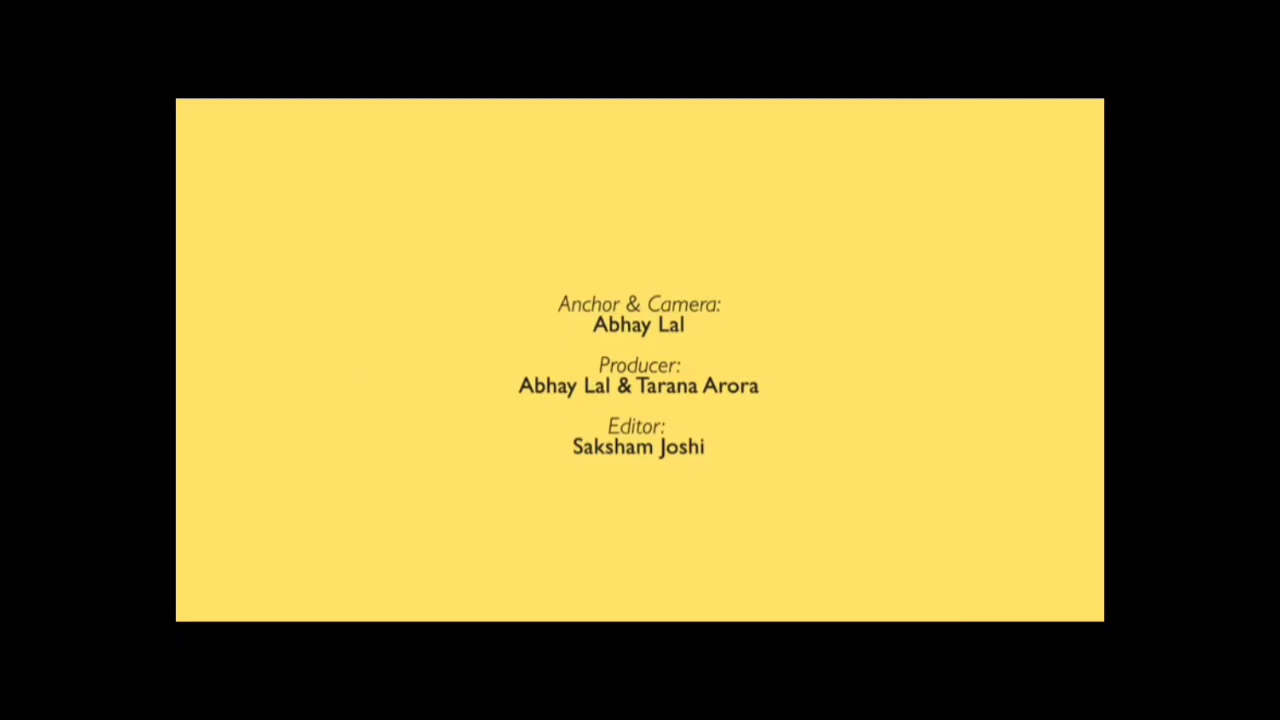 Anchor & Camera:
Abhay Lal
Producer:
Abhay Lal & Tarana Arora
Editor:
Saksham Joshi